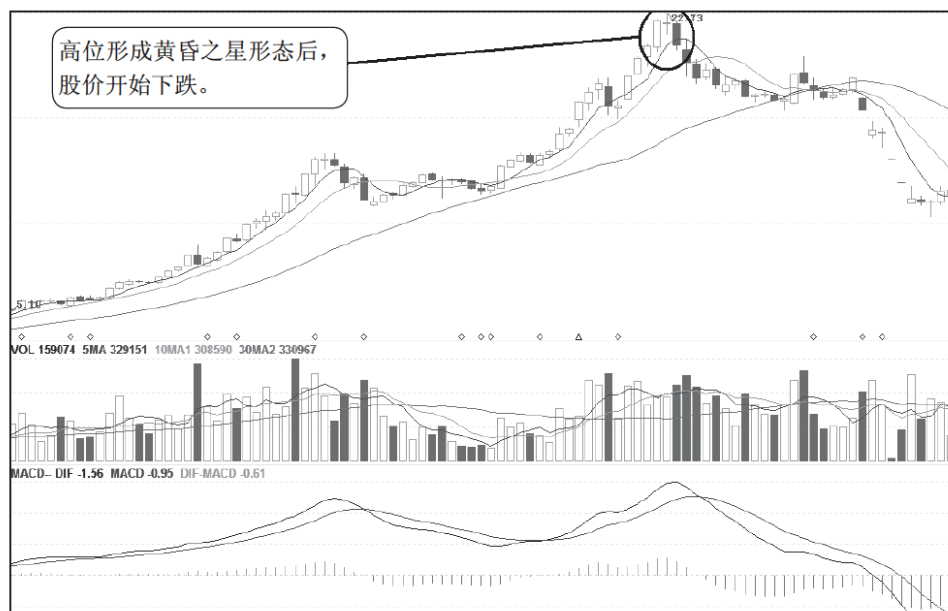 22.73
高位形成黄昏之星形态后，
股价开始下跌。
5.10
VOL 159074 5MA 329151 10MA1 308590 30MA2 330967
MACD-- DIF -1.56 MACD -0.95 DIF-MACD -0.61